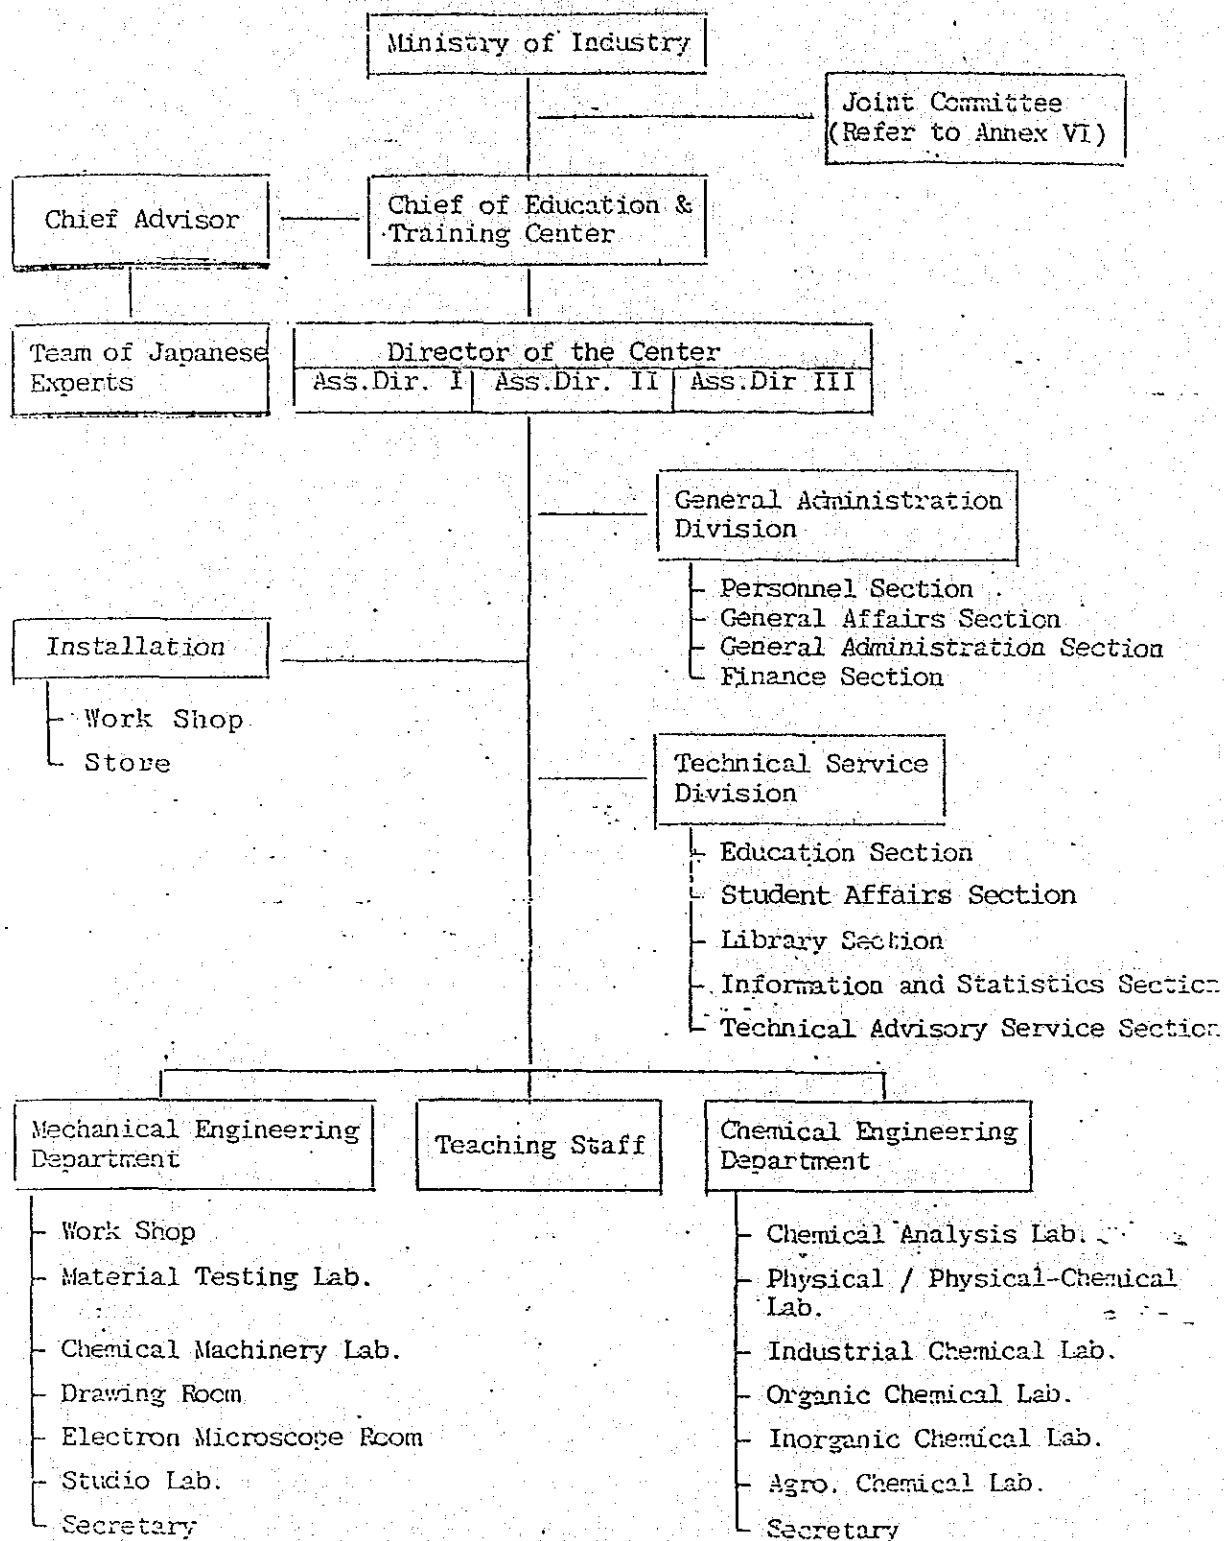 Ministry of Industry
Joint Committee
(Refer to Annex VI)
Chief Advisor
Chief of Education &
Training Center
Team of Japanese
Experts
Director of the Center
Ass.Dir. I
Ass.Dir. II
Ass.Dir III
General Administration
Division
Personnel Section
General Affairs Section
General Administration Section
Finance Section
Installation
Work Shop
Store
Technical Service
Division
Education Section
Student Affairs Section
Library Section
Information and Statistics Section
Technical Advisory Service Section
Mechanical Engineering
Department
Work Shop
Material Testing Lab.
Chemical Machinery Lab.
Drawing Room
Electron Microscope Room
Studio Lab.
Secretary
Teaching Staff
Chemical Engineering
Department
Chemical Analysis Lab.
Physical / Physical-Chemical
Lab.
Industrial Chemical Lab.
Organic Chemical Lab.
Inorganic Chemical Lab.
Agro. Chemical Lab.
Secretary